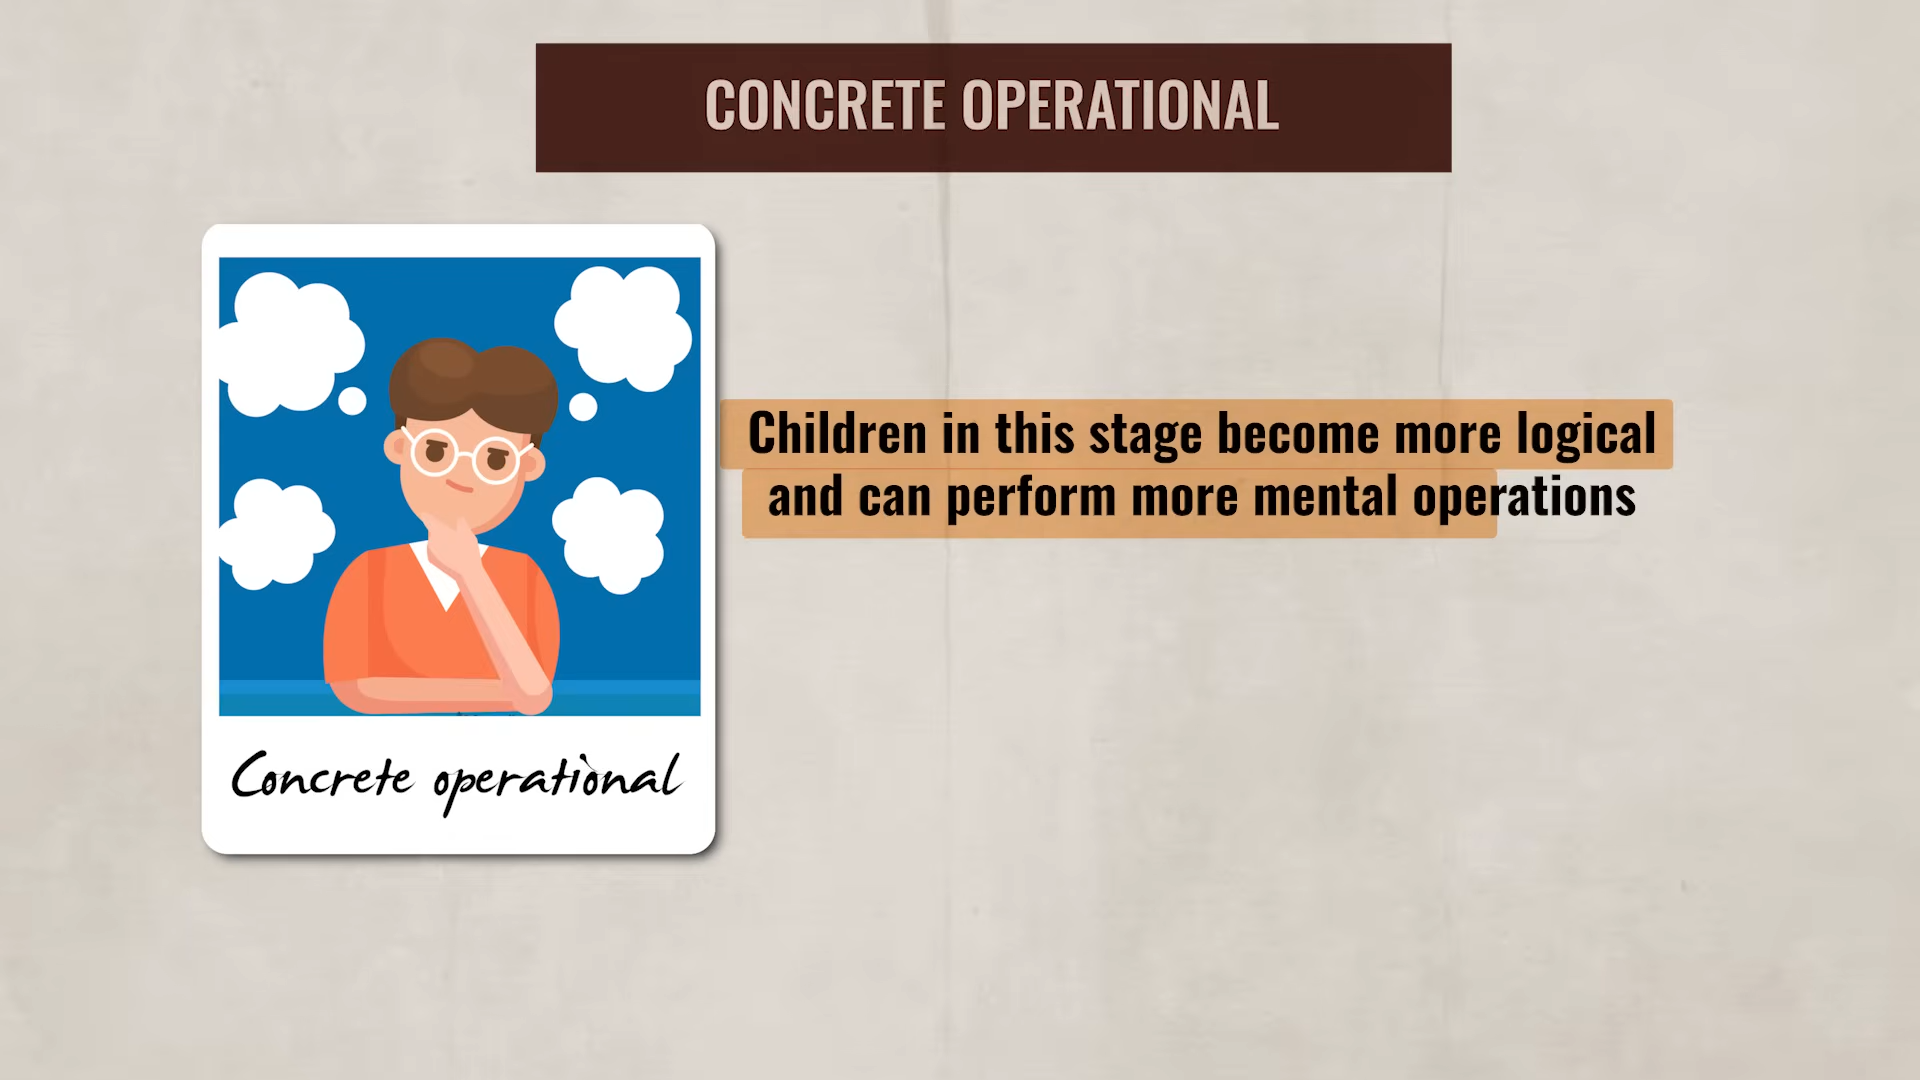 CONCRETE OPERATIONAL
Children in this stage become more logical
and can perform more mental operations
Concrete operational